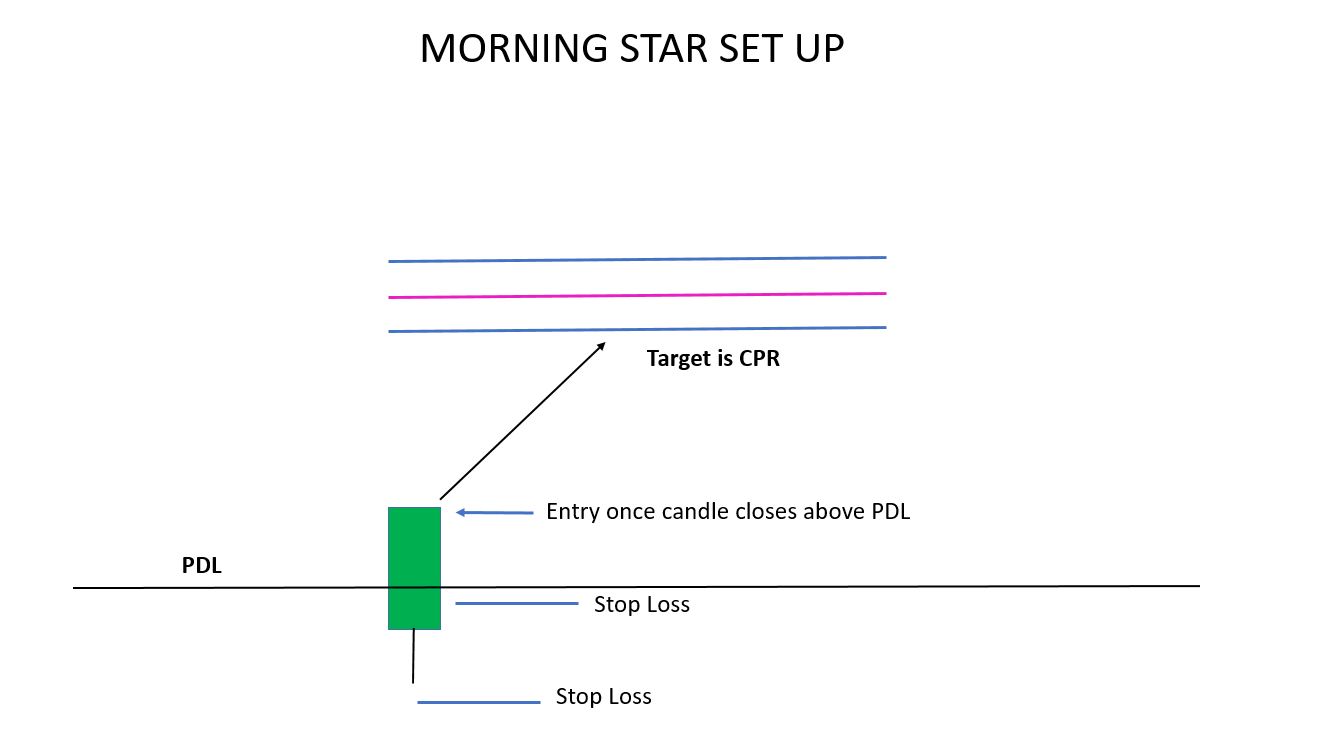 MORNING STAR SET UP
Target is CPR
Entry once candle closes above PDL
PDL
Stop Loss
Stop Loss